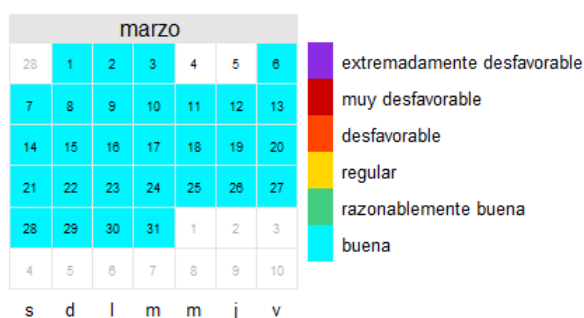 marzo
28 1 2 3 4 5 6
7 8 9 10 11 12 13
14 15 16 17 18 19 20
21 22 23 24 25 26 27
28 29 30 31 1 2 3
4 5 6 7 8 9 10
s d l m m j v
extremadamente desfavorable
muy desfavorable
desfavorable
regular
razonablemente buena
buena